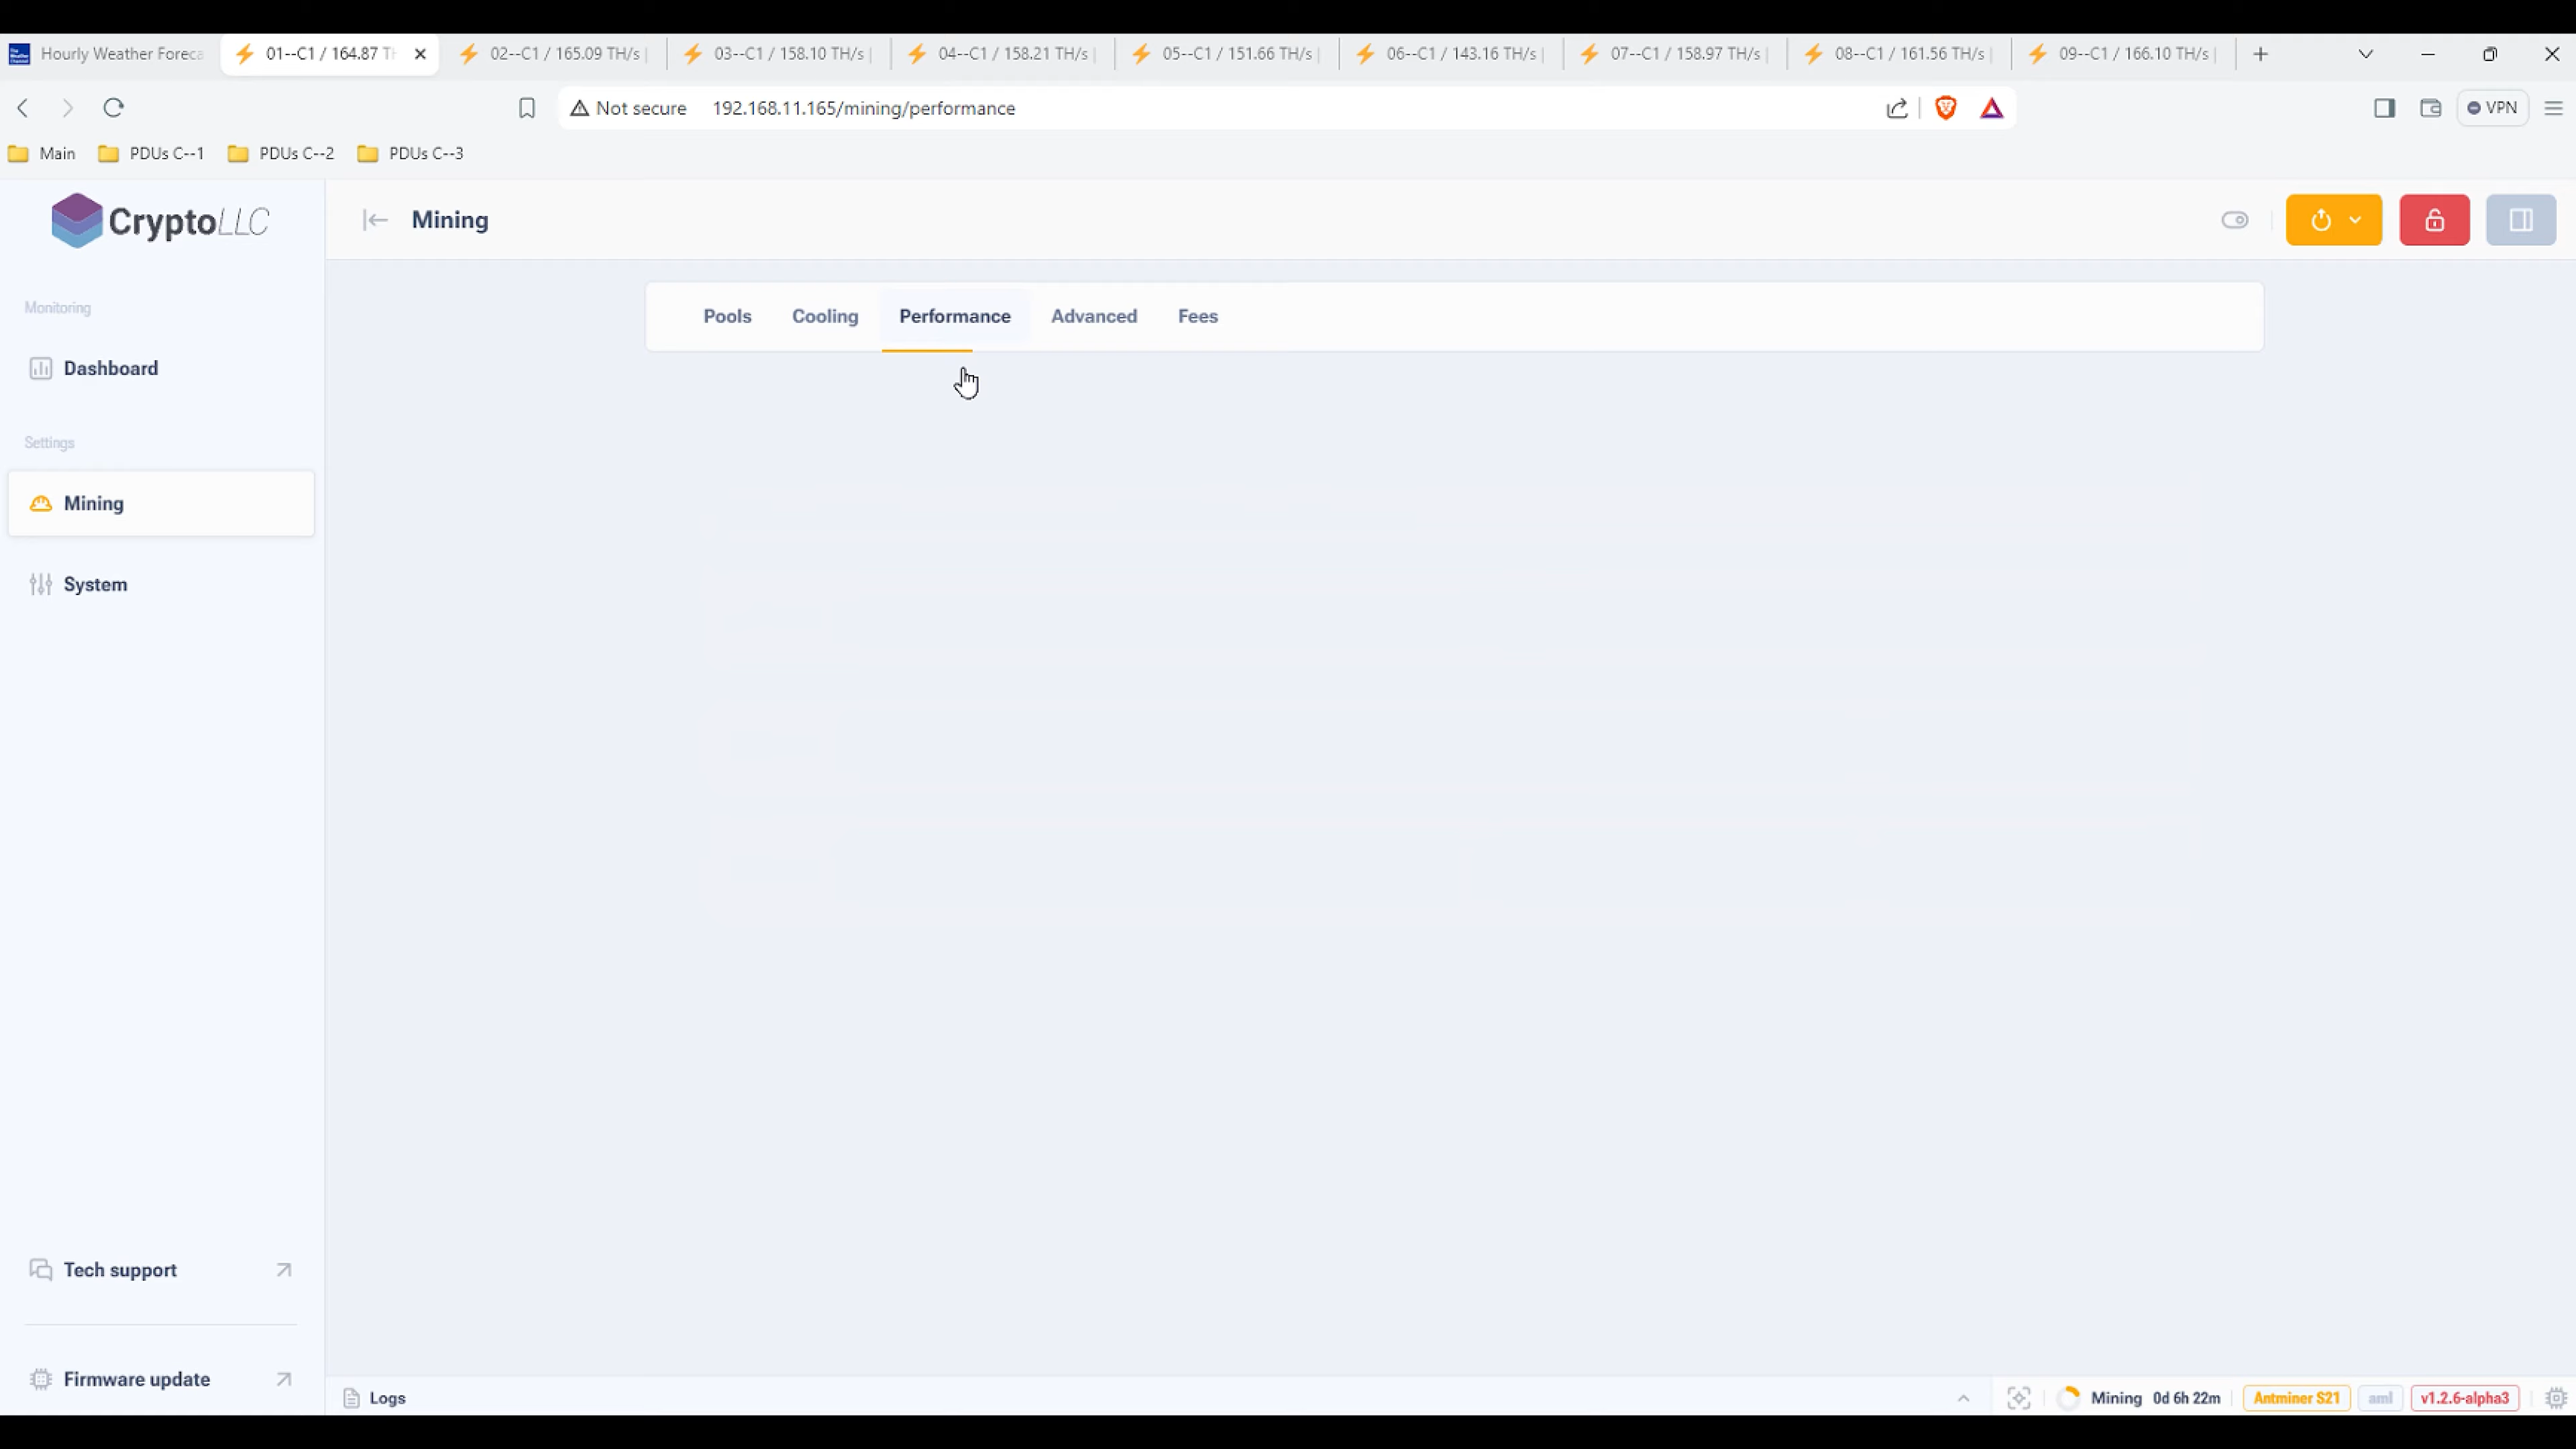 Hourly Weather Foreca
01--C1 / 164.87 TH
02--C1 / 165.09 TH/s |
03--C1 / 158.10 TH/s |
04--C1 / 158.21 TH/s |
05--C1 / 151.66 TH/s |
06--C1 / 143.16 TH/s |
07--C1 / 158.97 TH/s |
08--C1 / 161.56 TH/s |
09--C1 / 166.10 TH/s |
Not secure 192.168.11.165/mining/performance
VPN
Main PDUs C--1 PDUs C--2 PDUs C--3
CryptoLLC
Mining
Pools Cooling Performance Advanced Fees
Monitoring
Dashboard
Settings
Mining
System
Tech support
Firmware update
Logs
Mining 0d 6h 22m
Antminer S21
aml
v1.2.6-alpha3